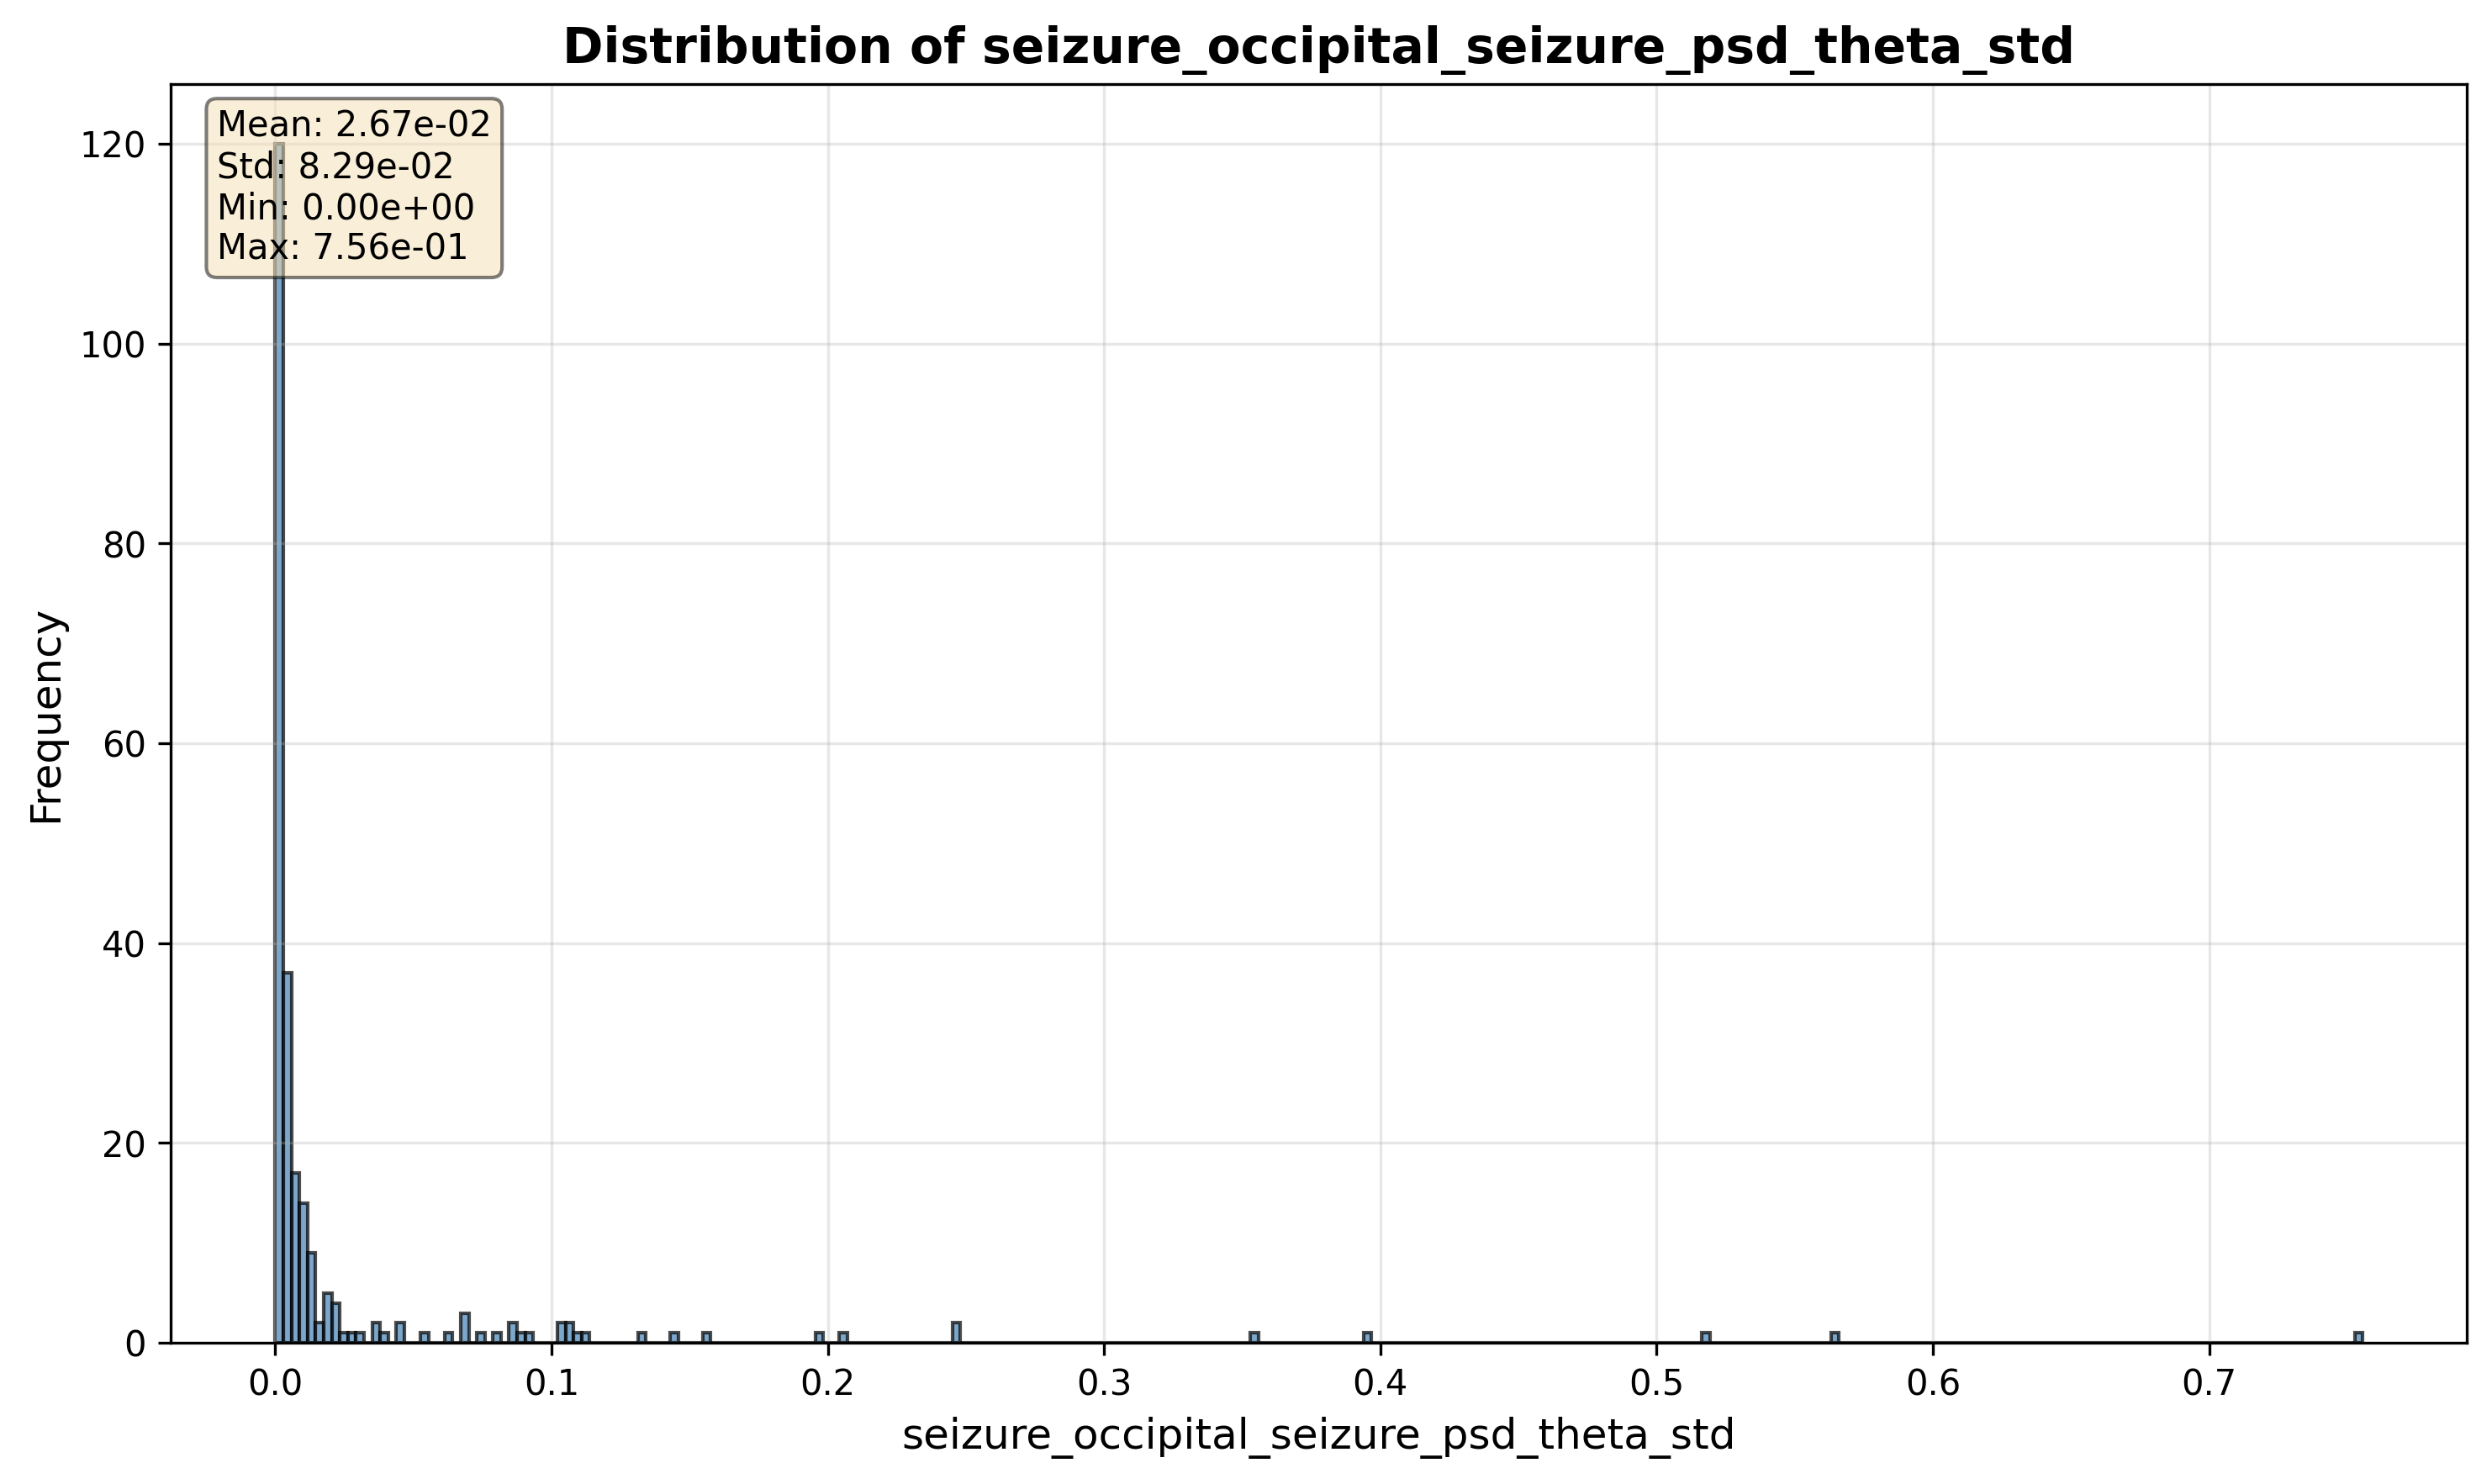 Distribution of seizure_occipital_seizure_psd_theta_std
Mean: 2.67e-02
Std: 8.29e-02
Min: 0.00e+00
Max: 7.56e-01
120
100
80
60
40
20
0
Frequency
0.0 0.1 0.2 0.3 0.4 0.5 0.6 0.7
seizure_occipital_seizure_psd_theta_std